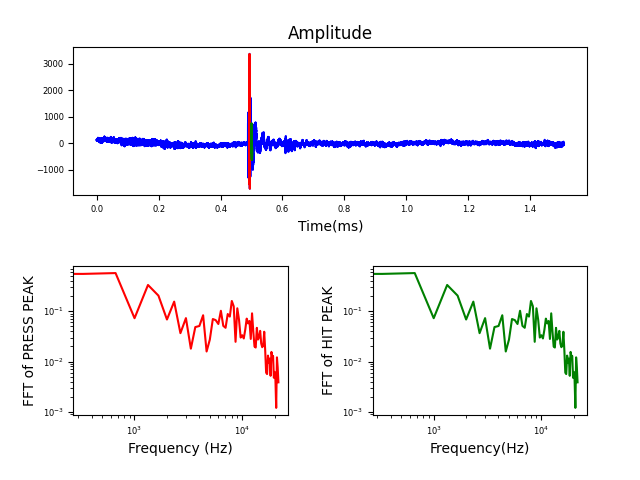 Amplitude
3000
2000
1000
0
−1000
0.0 0.2 0.4 0.6 0.8 1.0 1.2 1.4
Time(ms)
FFT of PRESS PEAK
10⁻¹
10⁻²
10⁻³
10³ 10⁴
Frequency (Hz)
FFT of HIT PEAK
10⁻¹
10⁻²
10⁻³
10³ 10⁴
Frequency(Hz)